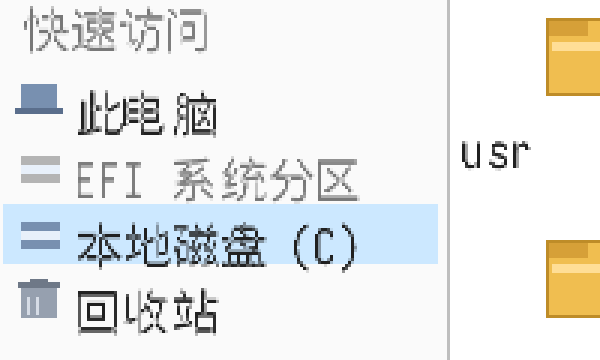 快速访问
此电脑
EFI 系统分区
本地磁盘 (C)
回收站
usr